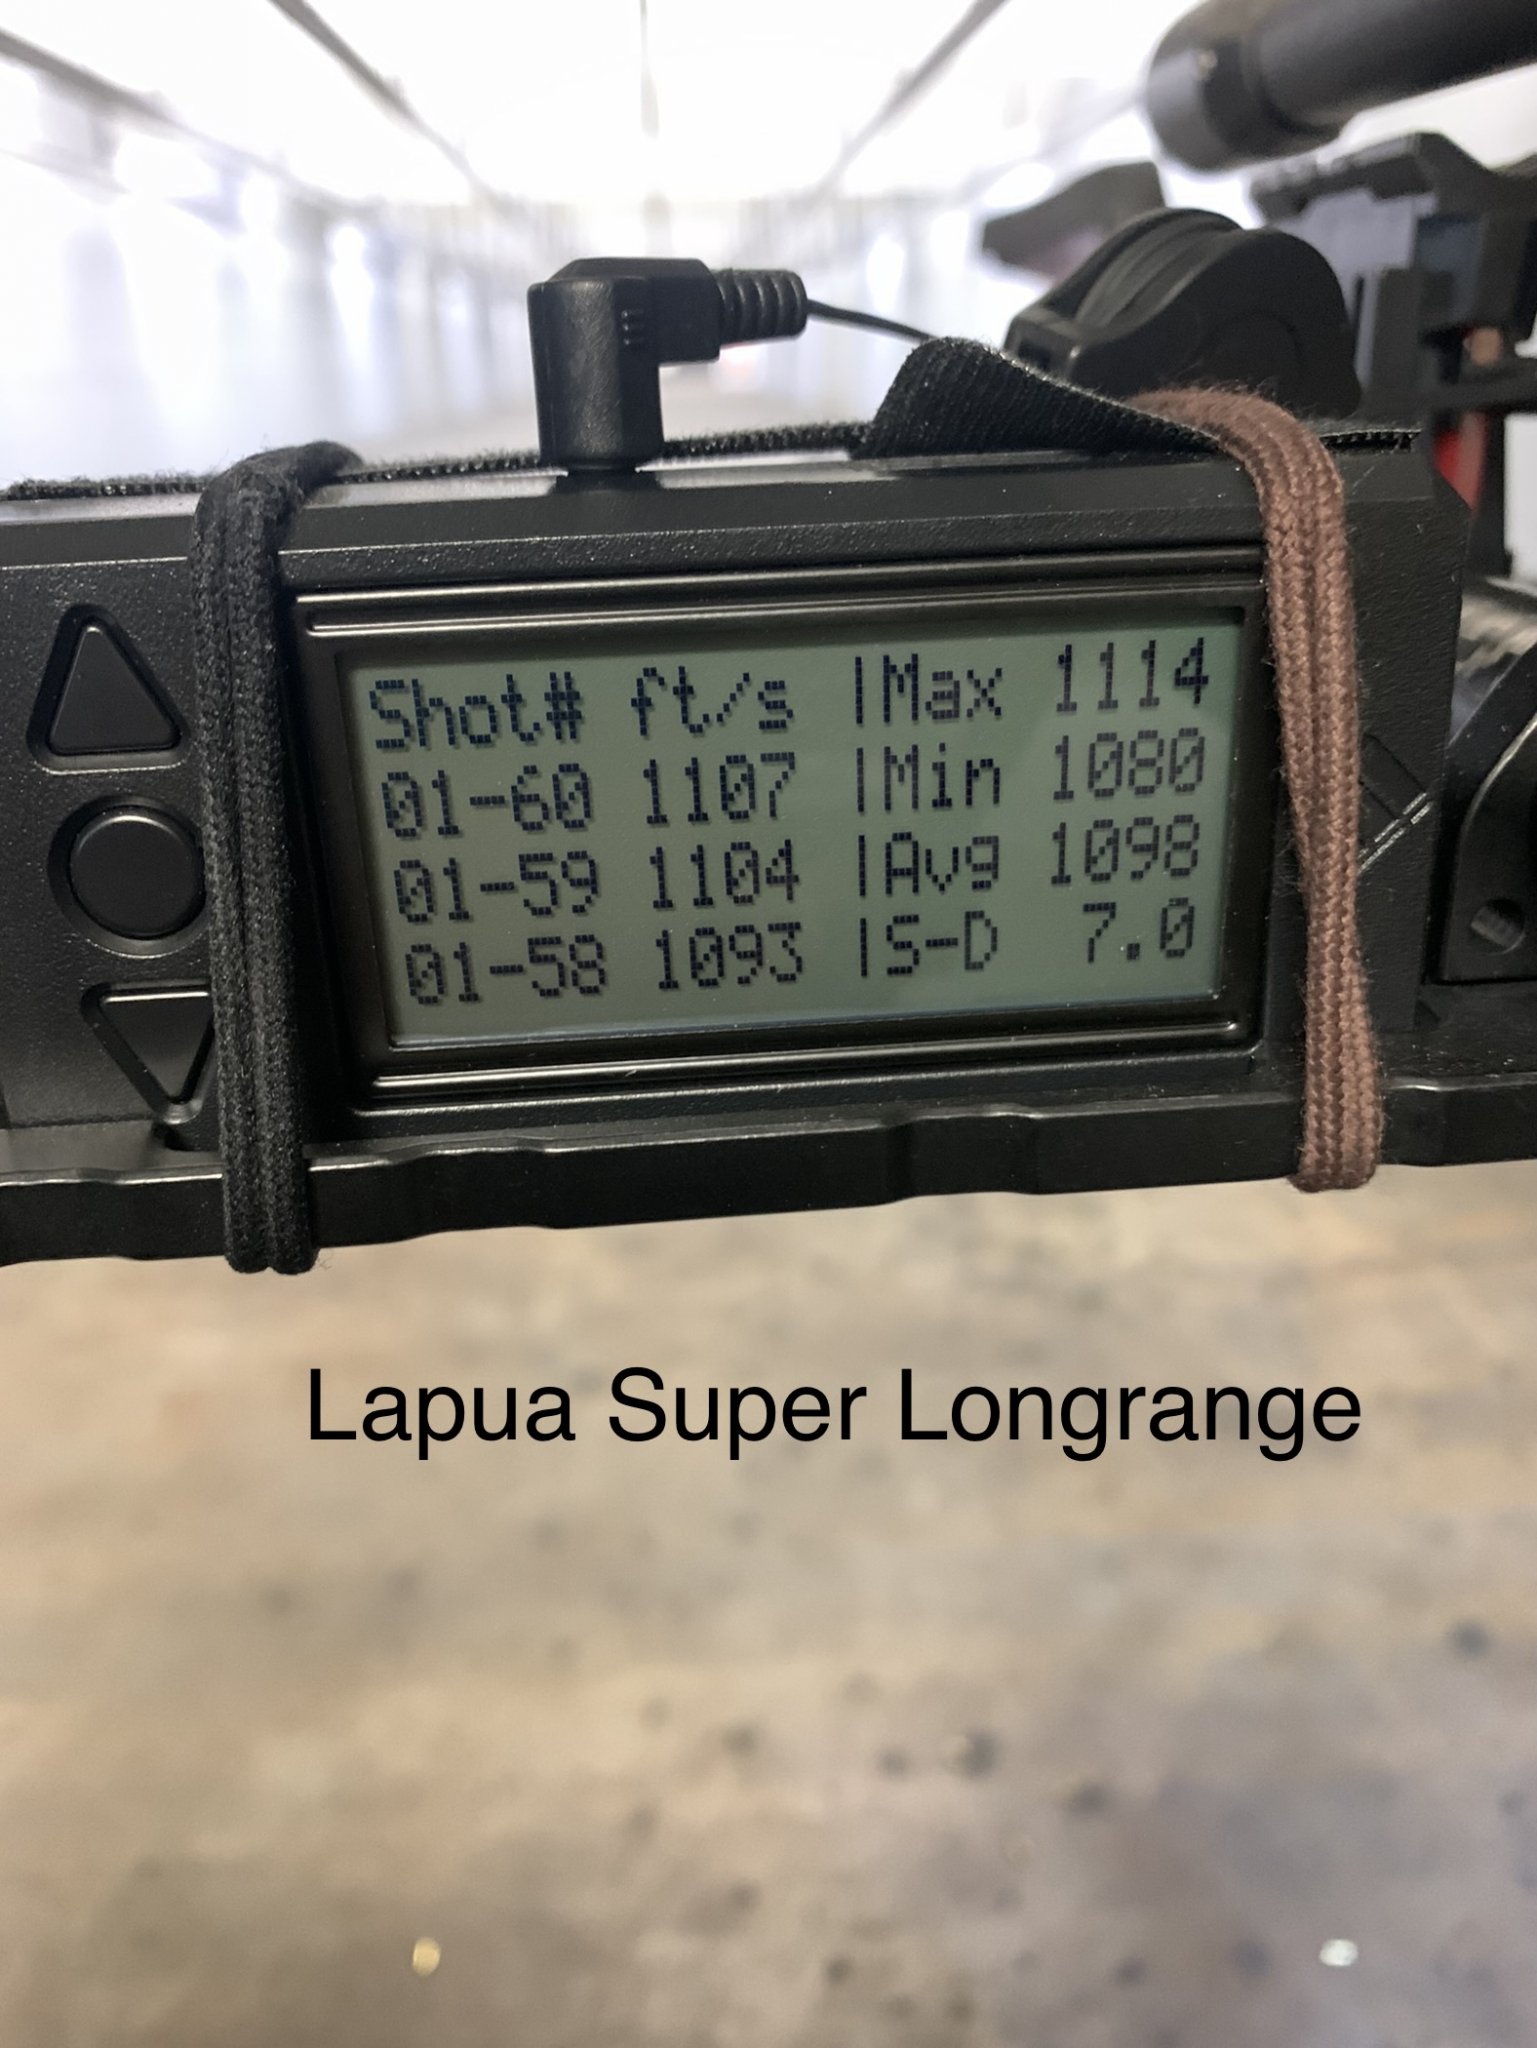 Shot# ft/s |Max 1114
01-60 1107 |Min 1080
01-59 1104 |Avg 1098
01-58 1093 |S-D 7.0
Lapua Super Longrange